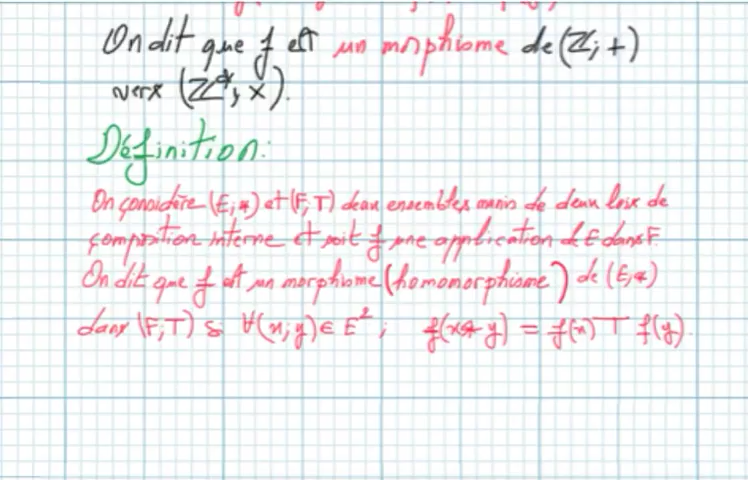 On dit que f est un morphisme de (ℤ; +)
vers (ℤ*, ×).
Définition:
On considère (E; *) et (F, T) deux ensembles munis de deux lois de
composition interne et soit f une application de E dans F.
On dit que f est un morphisme (homomorphisme) de (E, *)
dans (F; T) si ∀(x; y) ∈ E²; f(x * y) = f(x) T f(y).